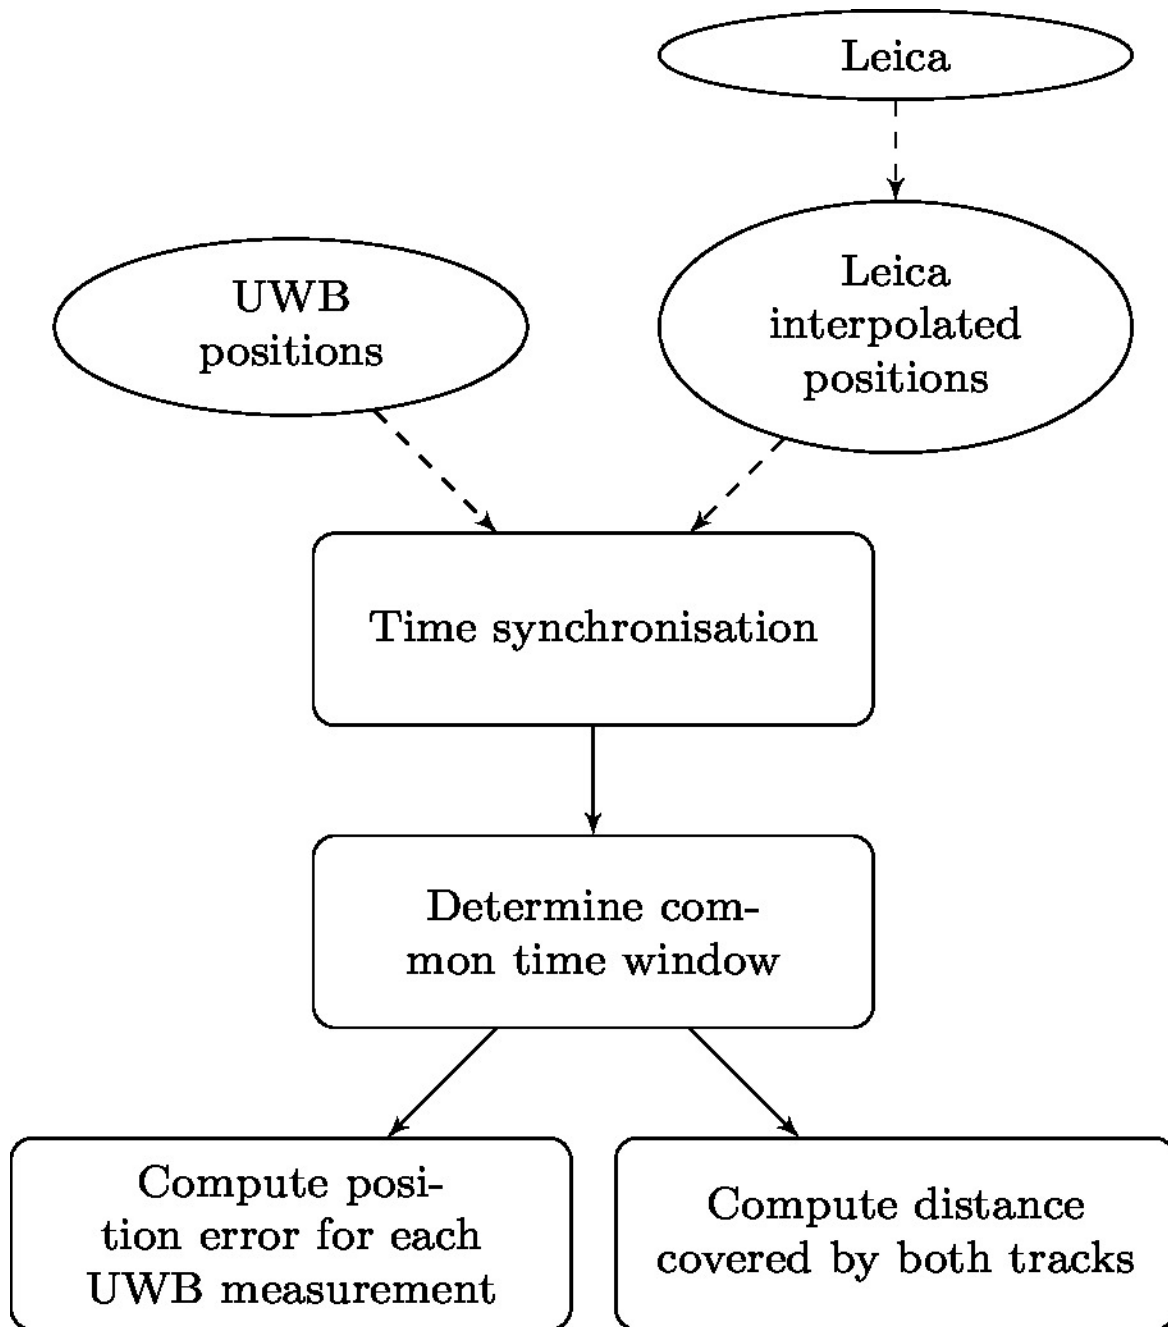 Leica
UWB
positions
Leica
interpolated
positions
Time synchronisation
Determine com-
mon time window
Compute posi-
tion error for each
UWB measurement
Compute distance
covered by both tracks